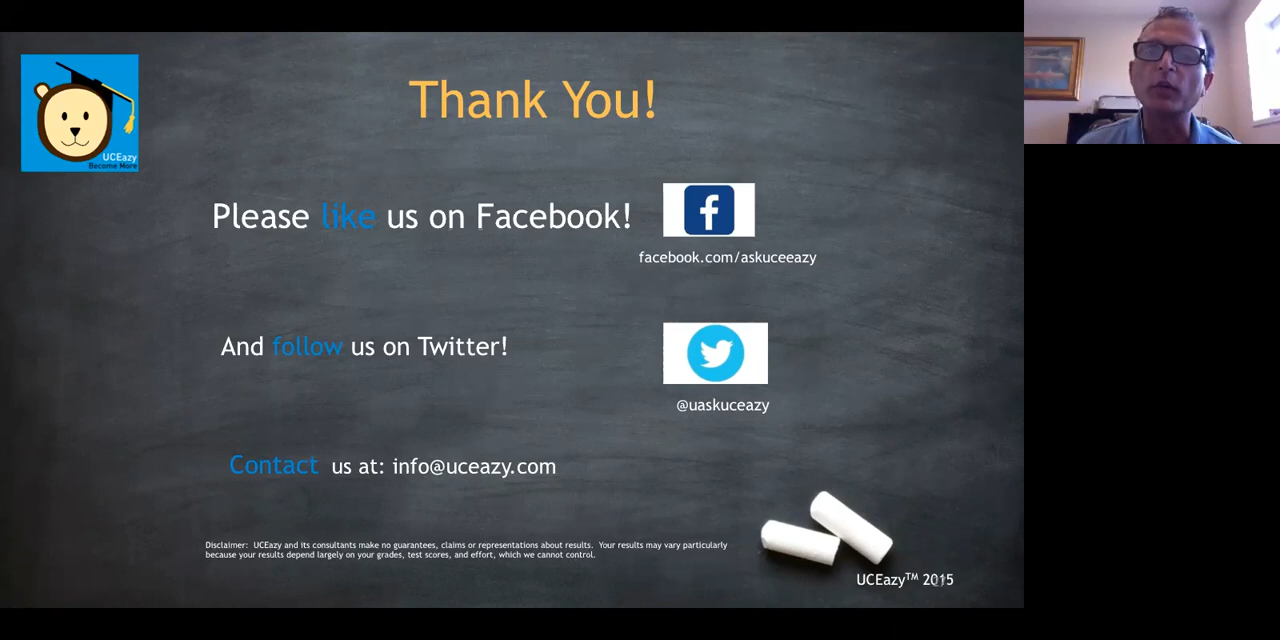 UCEazy
Become More
Thank You!
Please like us on Facebook!
facebook.com/askuceeazy
And follow us on Twitter!
@uaskuceazy
Contact us at: info@uceazy.com
Disclaimer: UCEazy and its consultants make no guarantees, claims or representations about results. Your results may vary particularly
because your results depend largely on your grades, test scores, and effort, which we cannot control.
UCEazy™ 2015